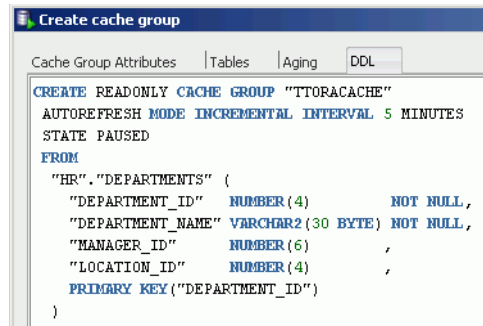 Create cache group
Cache Group Attributes Tables Aging DDL
CREATE READONLY CACHE GROUP "TTORACACHE"
AUTOREFRESH MODE INCREMENTAL INTERVAL 5 MINUTES
STATE PAUSED
FROM
"HR"."DEPARTMENTS" (
"DEPARTMENT_ID" NUMBER(4) NOT NULL,
"DEPARTMENT_NAME" VARCHAR2(30 BYTE) NOT NULL,
"MANAGER_ID" NUMBER(6) ,
"LOCATION_ID" NUMBER(4) ,
PRIMARY KEY("DEPARTMENT_ID")
)